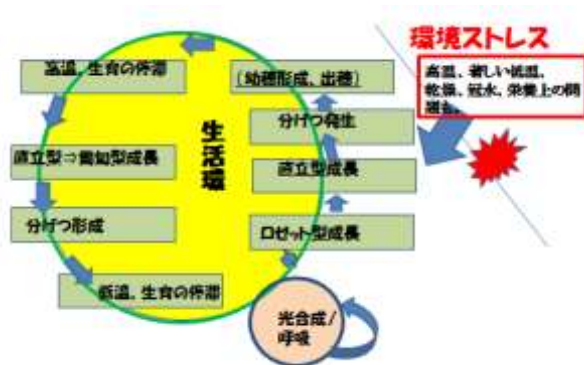 環境ストレス
高温、著しい低温、
乾燥、冠水、栄養上の問
題も、
高温、生育の停滞
(幼穂形成、出穂)
分げつ発生
生活環
直立型⇒匍匐型成長
直立型成長
分げつ形成
ロゼット型成長
低温、生育の停滞
光合成/
呼吸